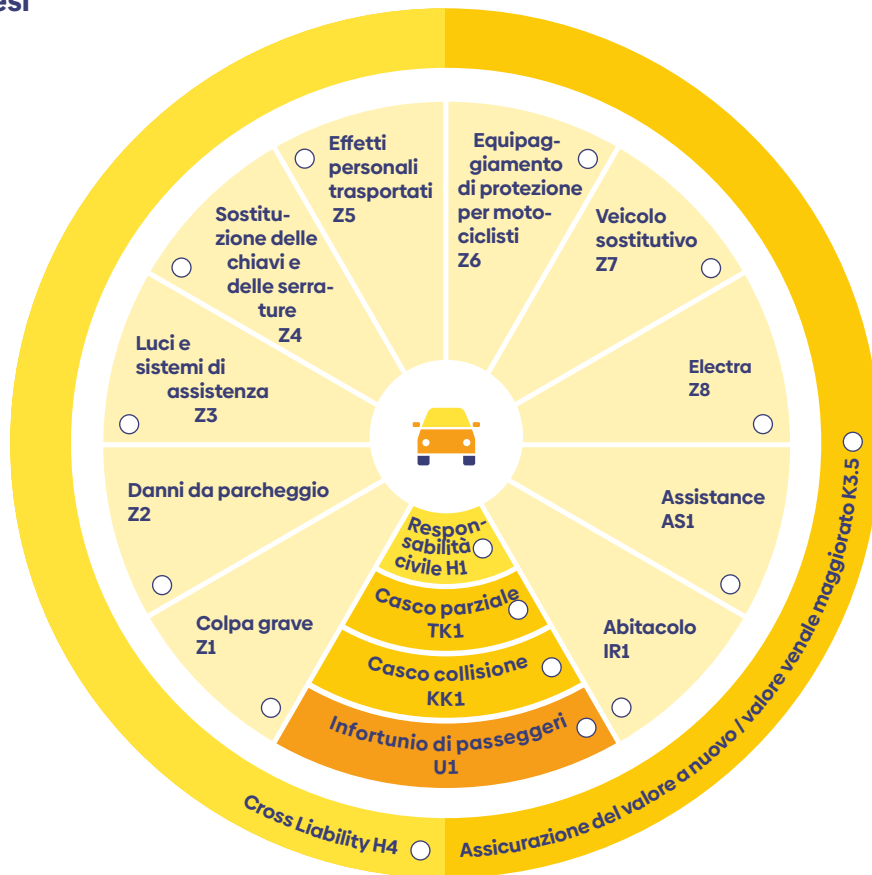 esi
Effetti
personali
trasportati
Z5
Equipag-
giamento
di protezione
per moto-
ciclisti
Z6
Sostitu-
zione delle
chiavi e
delle serra-
ture
Z4
Veicolo
sostitutivo
Z7
Luci e
sistemi di
assistenza
Z3
Electra
Z8
Danni da parcheggio
Z2
Assistance
AS1
Colpa grave
Z1
Abitacolo
IR1
Respon-
sabilità
civile H1
Casco parziale
TK1
Casco collisione
KK1
Infortunio di passeggeri
U1
Cross Liability H4
Assicurazione del valore a nuovo / valore venale maggiorato K3.5